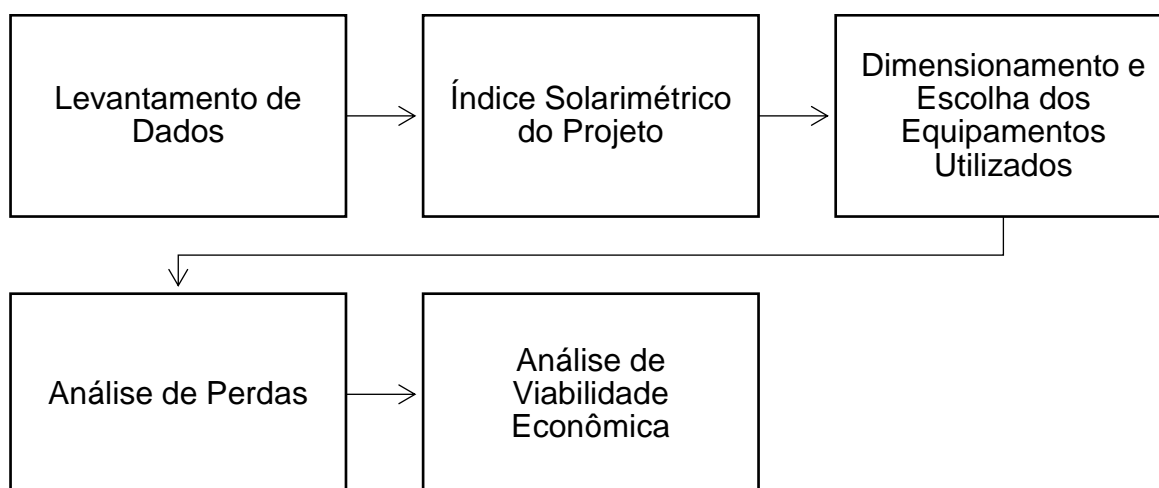 Levantamento de
Dados
Índice Solarimétrico
do Projeto
Dimensionamento e
Escolha dos
Equipamentos
Utilizados
Análise de Perdas
Análise de
Viabilidade
Econômica